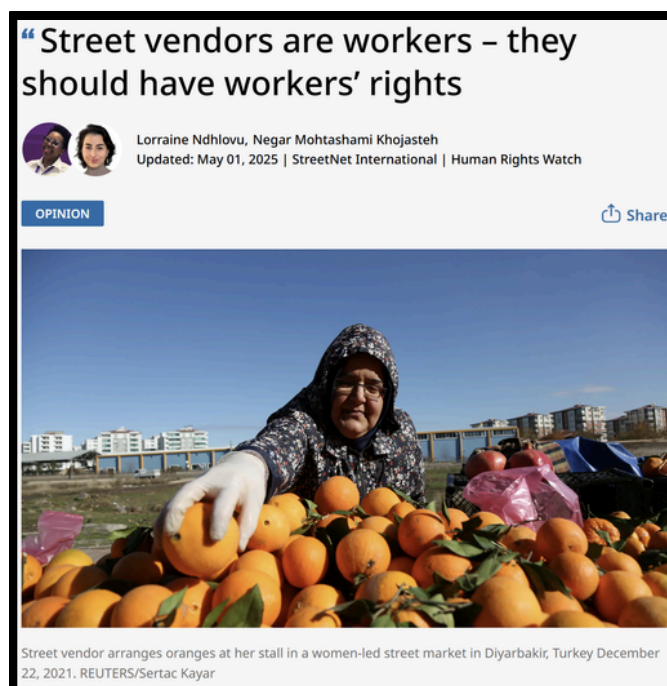 “ Street vendors are workers – they
should have workers’ rights
Lorraine Ndhlovu, Negar Mohtashami Khojasteh
Updated: May 01, 2025 | StreetNet International | Human Rights Watch
OPINION
Share
Street vendor arranges oranges at her stall in a women-led street market in Diyarbakir, Turkey December
22, 2021. REUTERS/Sertac Kayar